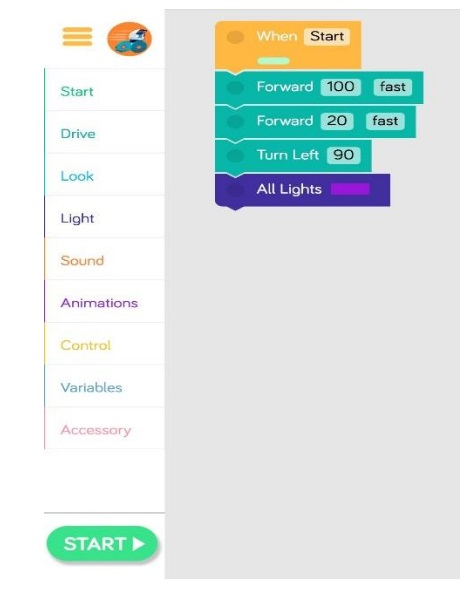 Start
Drive
Look
Light
Sound
Animations
Control
Variables
Accessory
START
When Start
Forward 100 fast
Forward 20 fast
Turn Left 90
All Lights